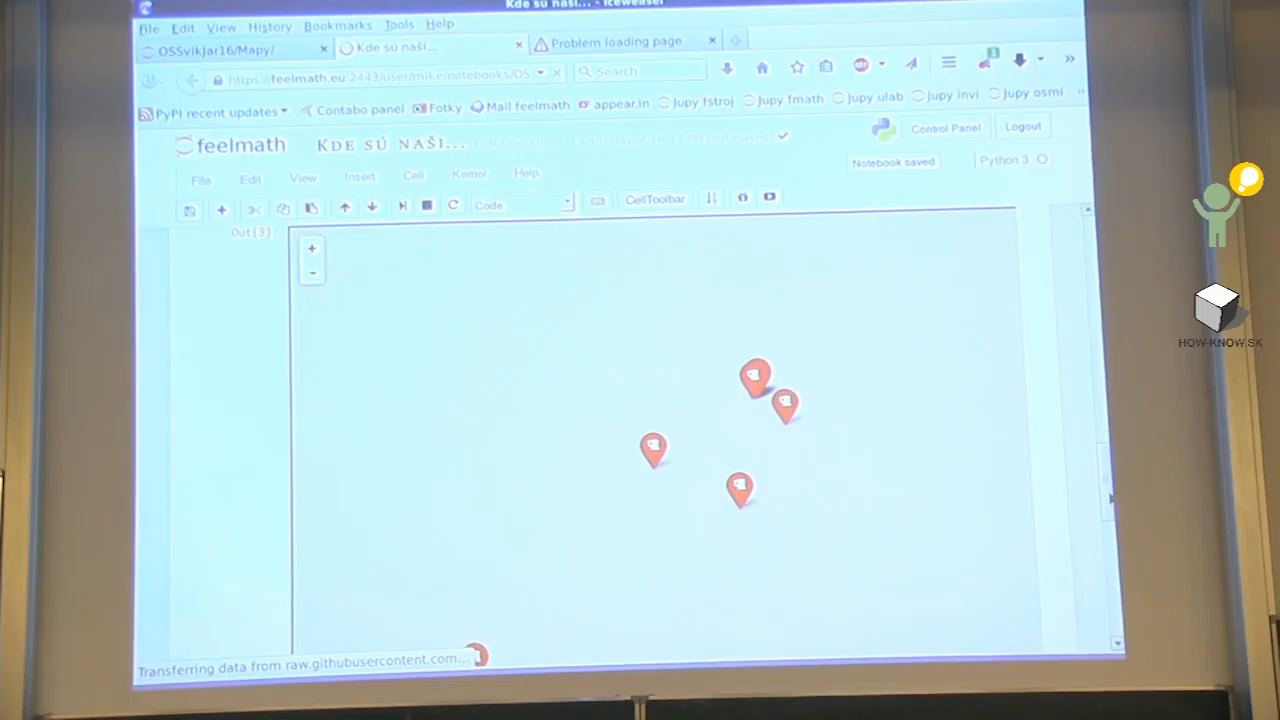 Kde sú naši... - Iceweasel
File Edit View History Bookmarks Tools Help
OSSvikJar16/Mapy/ × Kde sú naši... × Problem loading page ×
https://feelmath.eu:2443/user/mike/notebooks/OS Search
PyPI recent updates Contabo panel Fotky Mail feelmath appear.in Jupy fstroj Jupy fmath Jupy ulab Jupy invi Jupy osmi
feelmath KDE SÚ NAŠI... Control Panel Logout
File Edit View Insert Cell Kernel Help Notebook saved Python 3
Code CellToolbar
Out[3]:
+
-
HOW-KNOW.SK
Transferring data from raw.githubusercontent.com...